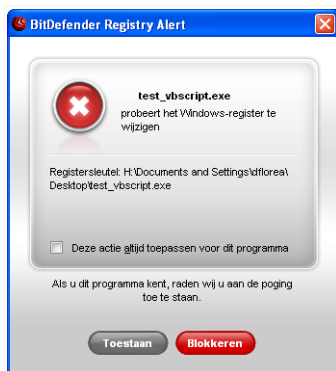 BitDefender Registry Alert
test_vbscript.exe
probeert het Windows-register te
wijzigen
Registersleutel: H:\Documents and Settings\dflorea\
Desktop\test_vbscript.exe
Deze actie altijd toepassen voor dit programma
Als u dit programma kent, raden wij u aan de poging
toe te staan.
Toestaan
Blokkeren